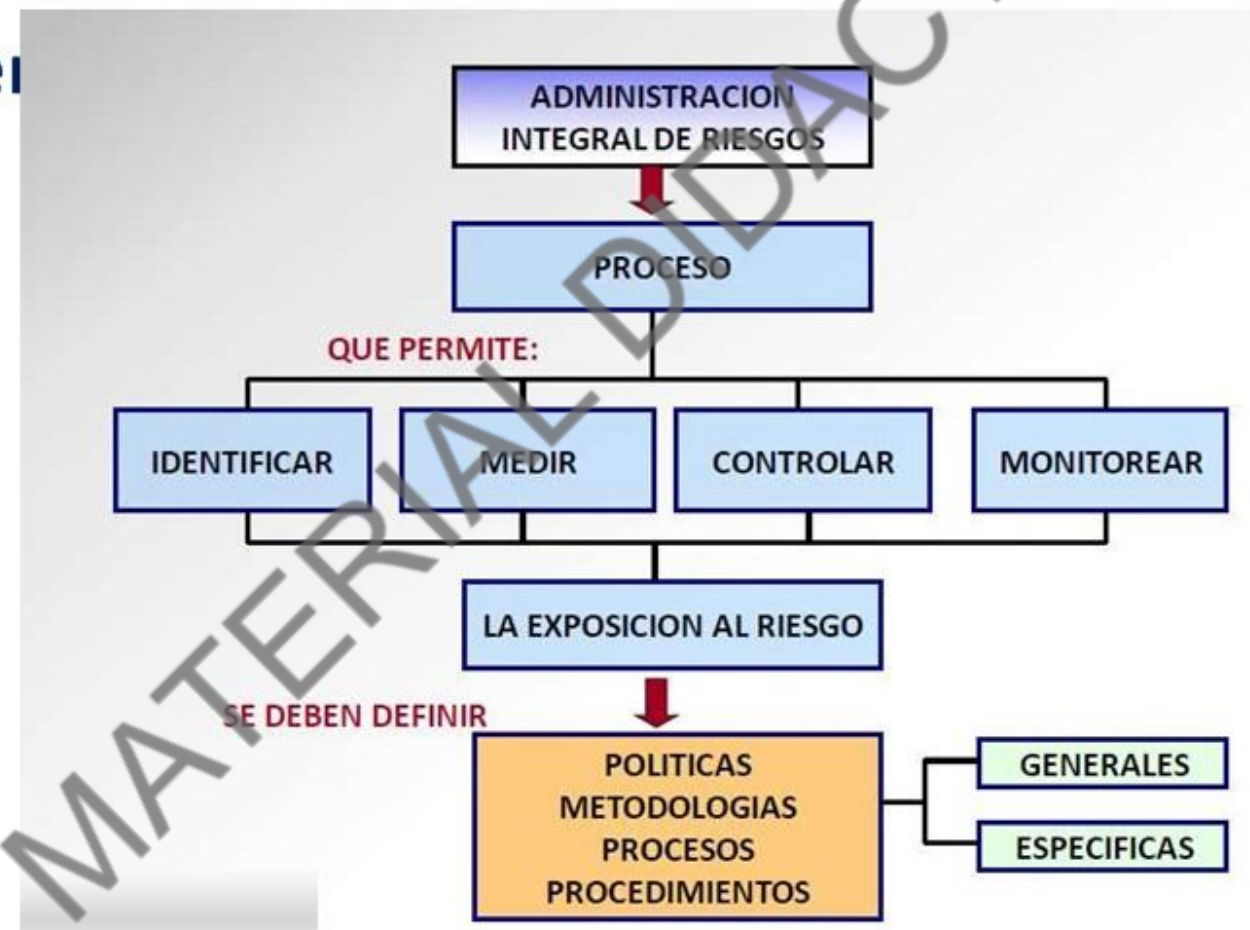 ADMINISTRACION
INTEGRAL DE RIESGOS
PROCESO
QUE PERMITE:
IDENTIFICAR
MEDIR
CONTROLAR
MONITOREAR
LA EXPOSICION AL RIESGO
SE DEBEN DEFINIR
POLITICAS
METODOLOGIAS
PROCESOS
PROCEDIMIENTOS
GENERALES
ESPECIFICAS
MATERIAL DIDAC